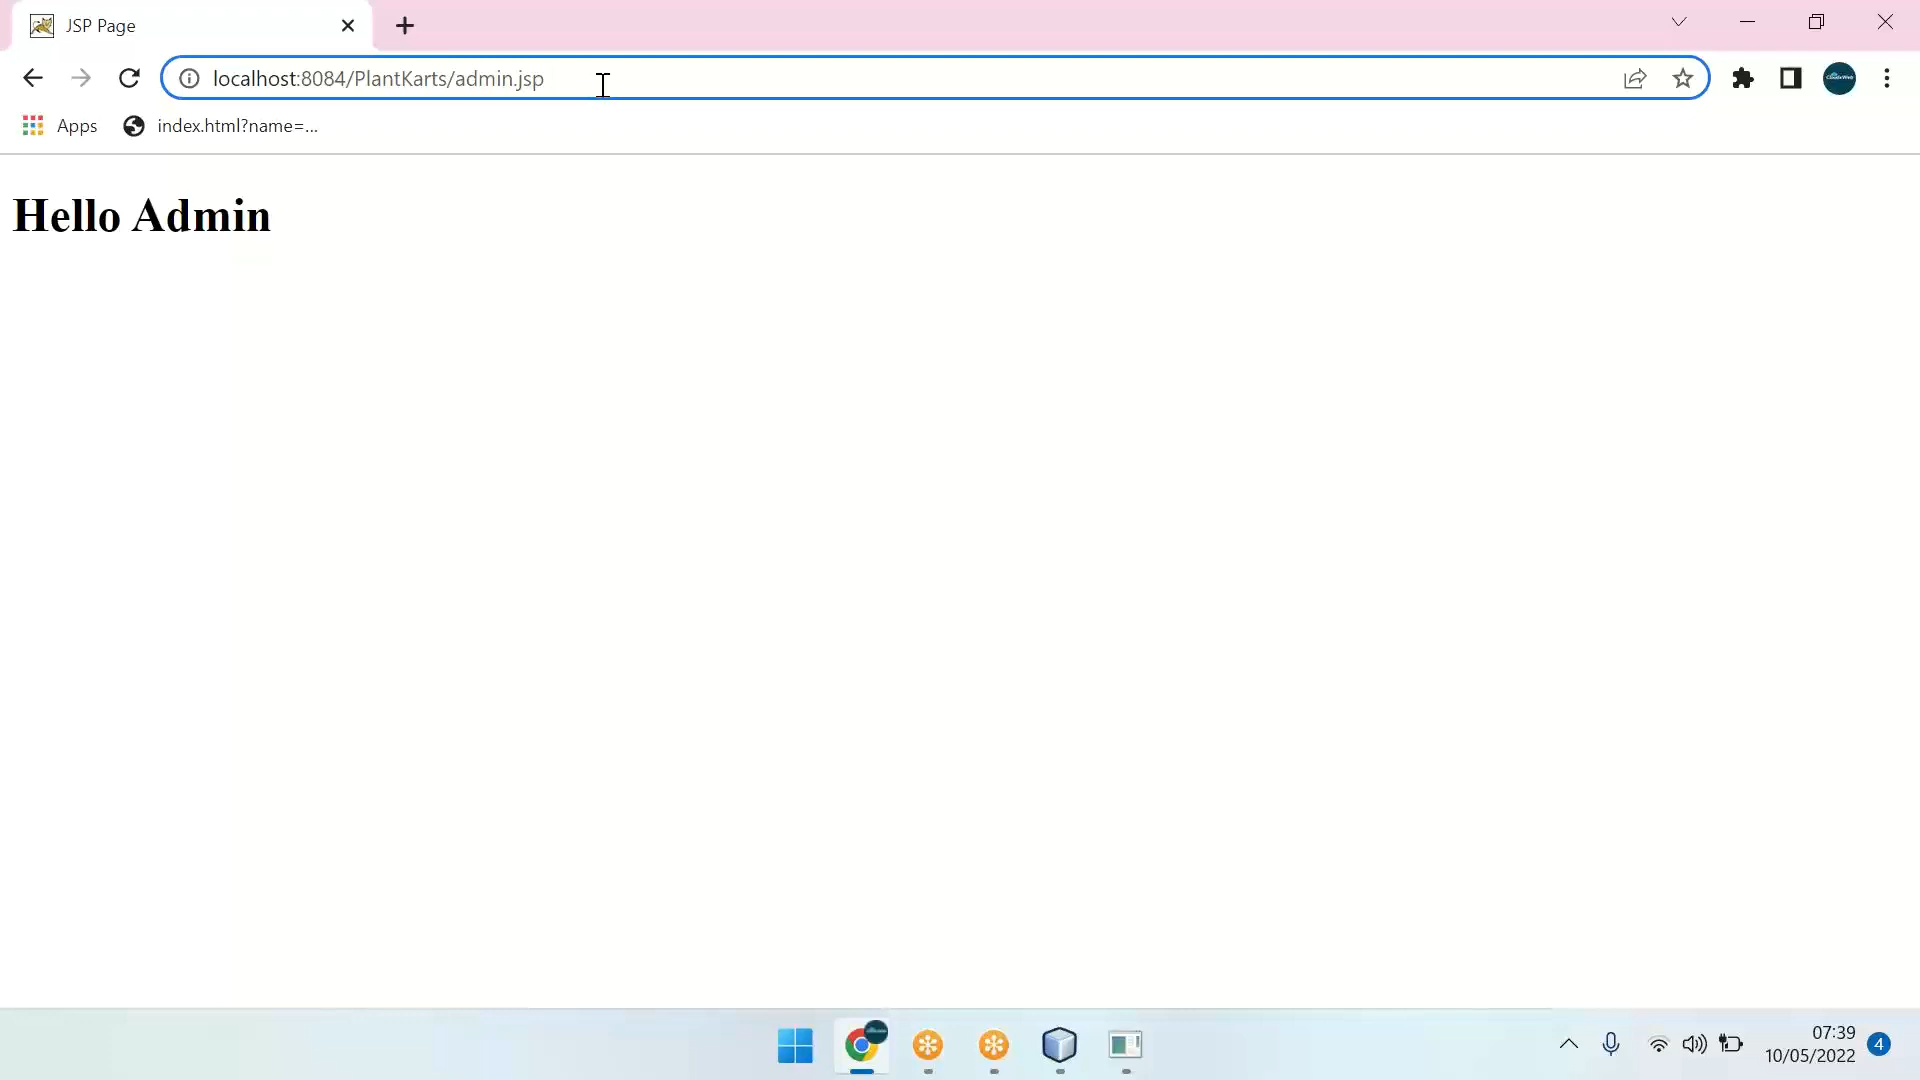 JSP Page
localhost:8084/PlantKarts/admin.jsp
Apps
index.html?name=...
Hello Admin
07:39
10/05/2022
4